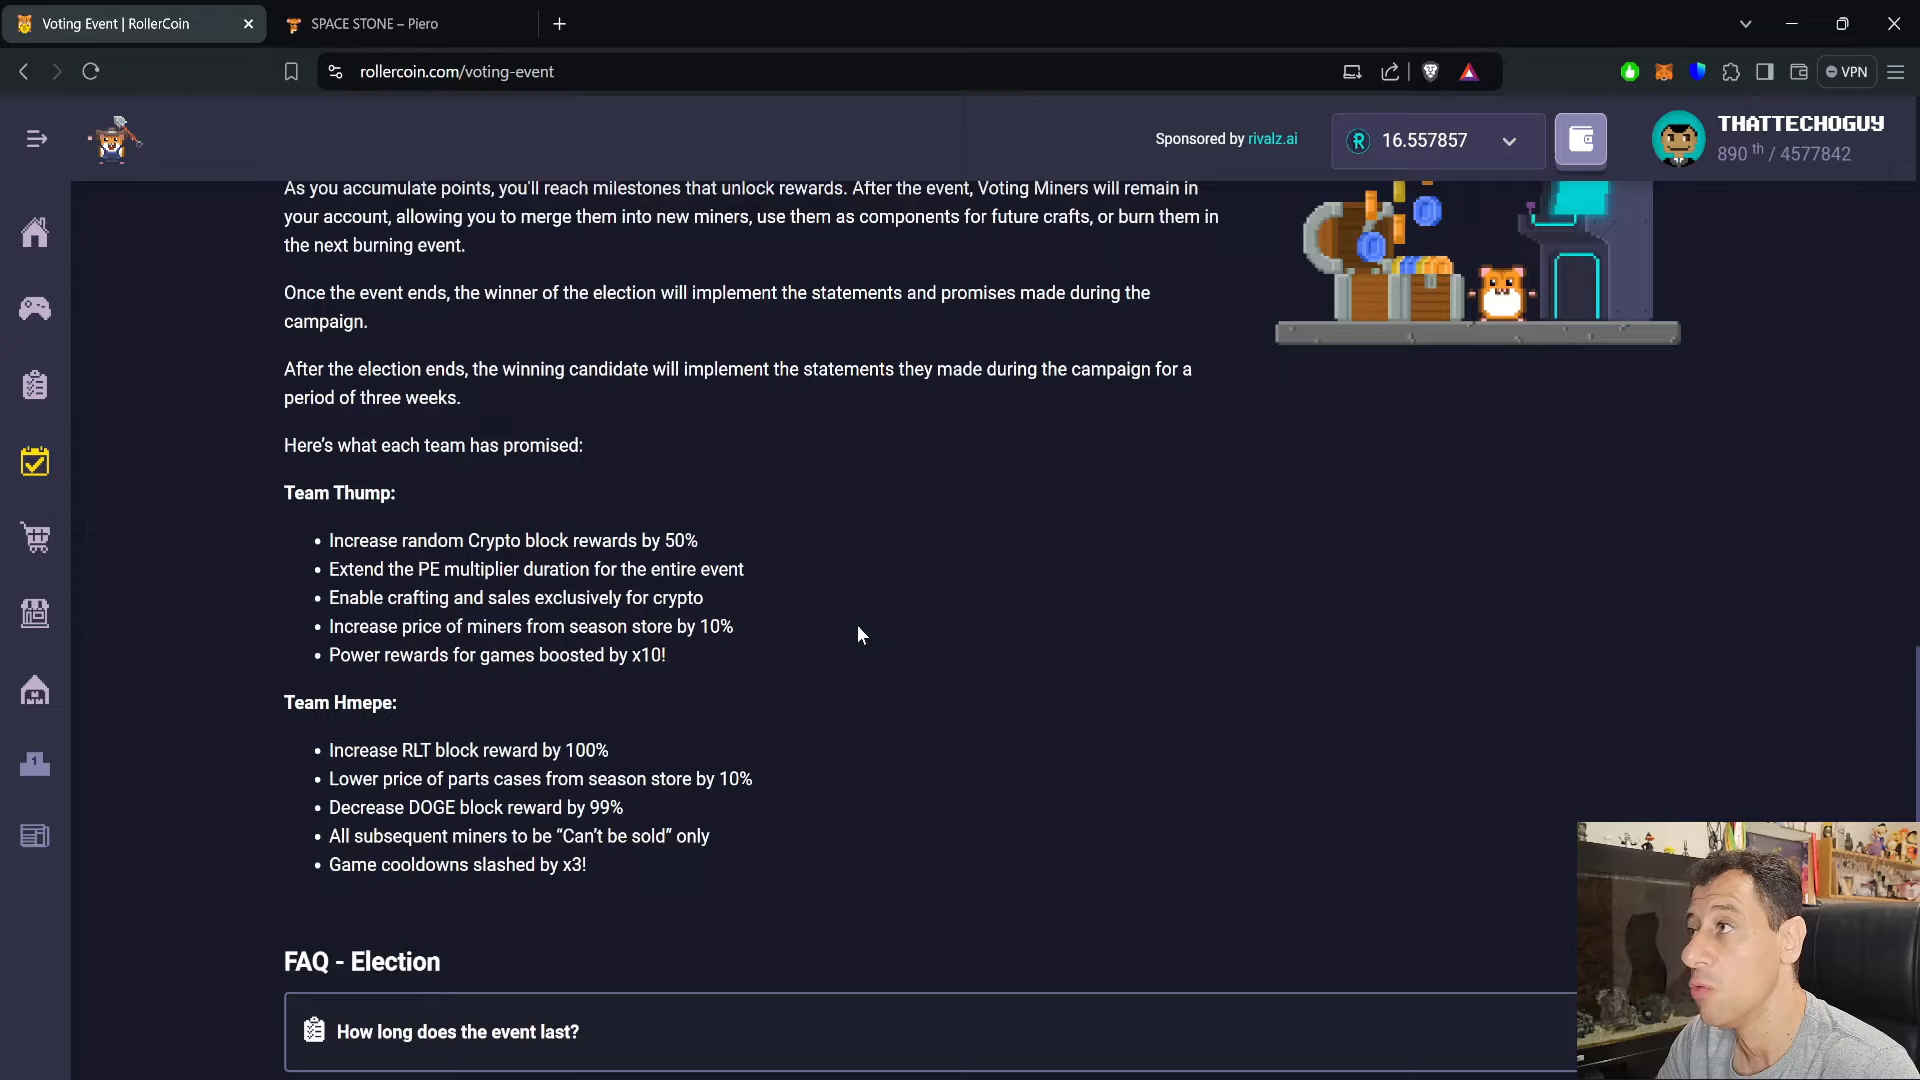 Voting Event | RollerCoin
SPACE STONE – Piero
rollercoin.com/voting-event
VPN
Sponsored by rivalz.ai
16.557857
THATTECHOGUY
890 th / 4577842
As you accumulate points, you'll reach milestones that unlock rewards. After the event, Voting Miners will remain in
your account, allowing you to merge them into new miners, use them as components for future crafts, or burn them in
the next burning event.
Once the event ends, the winner of the election will implement the statements and promises made during the
campaign.
After the election ends, the winning candidate will implement the statements they made during the campaign for a
period of three weeks.
Here's what each team has promised:
Team Thump:
• Increase random Crypto block rewards by 50%
• Extend the PE multiplier duration for the entire event
• Enable crafting and sales exclusively for crypto
• Increase price of miners from season store by 10%
• Power rewards for games boosted by x10!
Team Hmepe:
• Increase RLT block reward by 100%
• Lower price of parts cases from season store by 10%
• Decrease DOGE block reward by 99%
• All subsequent miners to be “Can't be sold” only
• Game cooldowns slashed by x3!
FAQ - Election
How long does the event last?